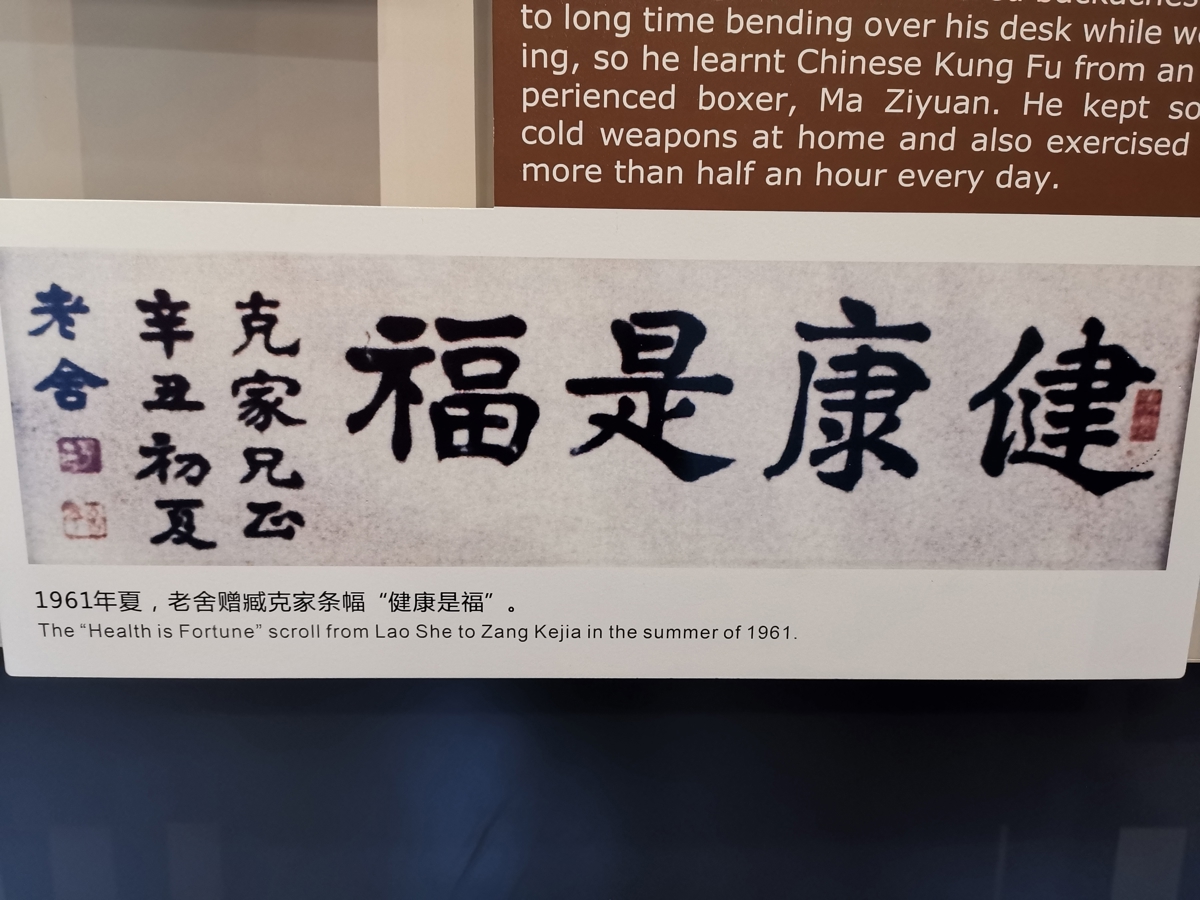 to long time bending over his desk while
ing, so he learnt Chinese Kung Fu from an
perienced boxer, Ma Ziyuan. He kept
cold weapons at home and also exercised
more than half an hour every day.
健康是福
克家兄正
辛丑初夏
老舍
1961年夏，老舍赠臧克家条幅“健康是福”。
The “Health is Fortune” scroll from Lao She to Zang Kejia in the summer of 1961.